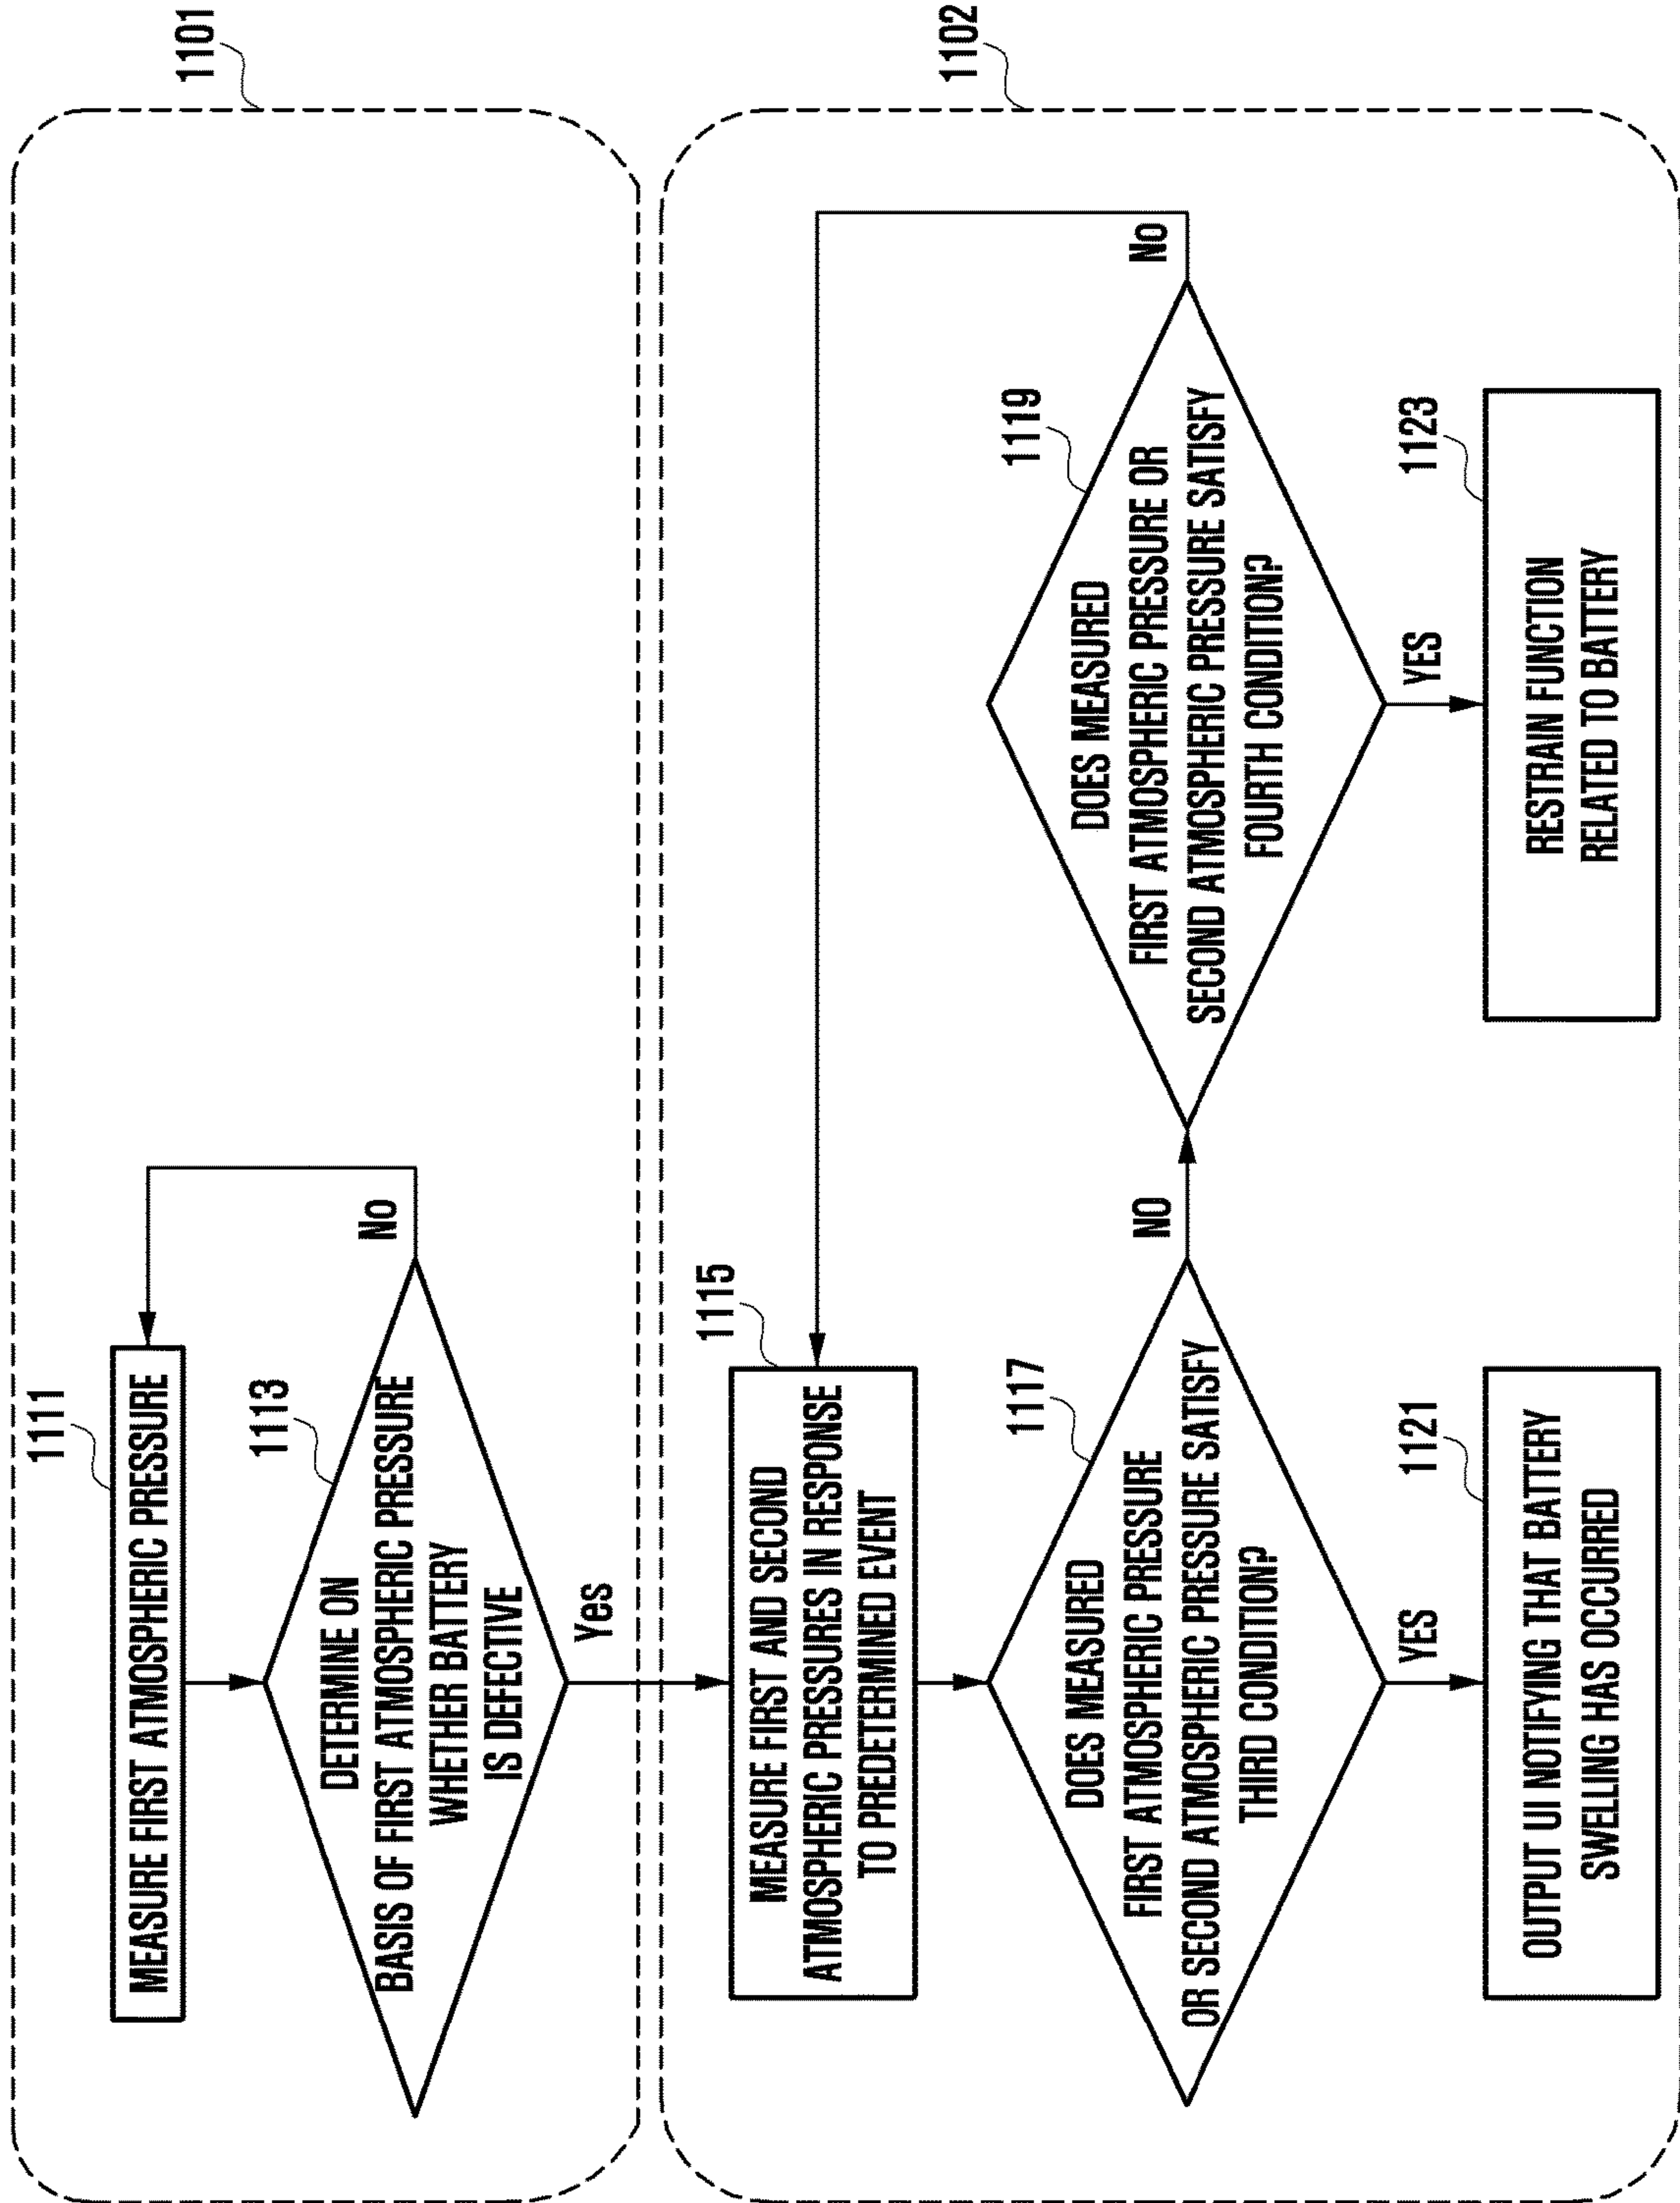 1101
1111
MEASURE FIRST ATMOSPHERIC PRESSURE
1113
DETERMINE ON
BASIS OF FIRST ATMOSPHERIC PRESSURE
WHETHER BATTERY
IS DEFECTIVE
No
Yes
1102
1115
MEASURE FIRST AND SECOND
ATMOSPHERIC PRESSURES IN RESPONSE
TO PREDETERMINED EVENT
1117
DOES MEASURED
FIRST ATMOSPHERIC PRESSURE
OR SECOND ATMOSPHERIC PRESSURE SATISFY
THIRD CONDITION?
NO
YES
1119
DOES MEASURED
FIRST ATMOSPHERIC PRESSURE OR
SECOND ATMOSPHERIC PRESSURE SATISFY
FOURTH CONDITION?
No
YES
1121
OUTPUT UI NOTIFYING THAT BATTERY
SWELLING HAS OCCURRED
1123
RESTRAIN FUNCTION
RELATED TO BATTERY